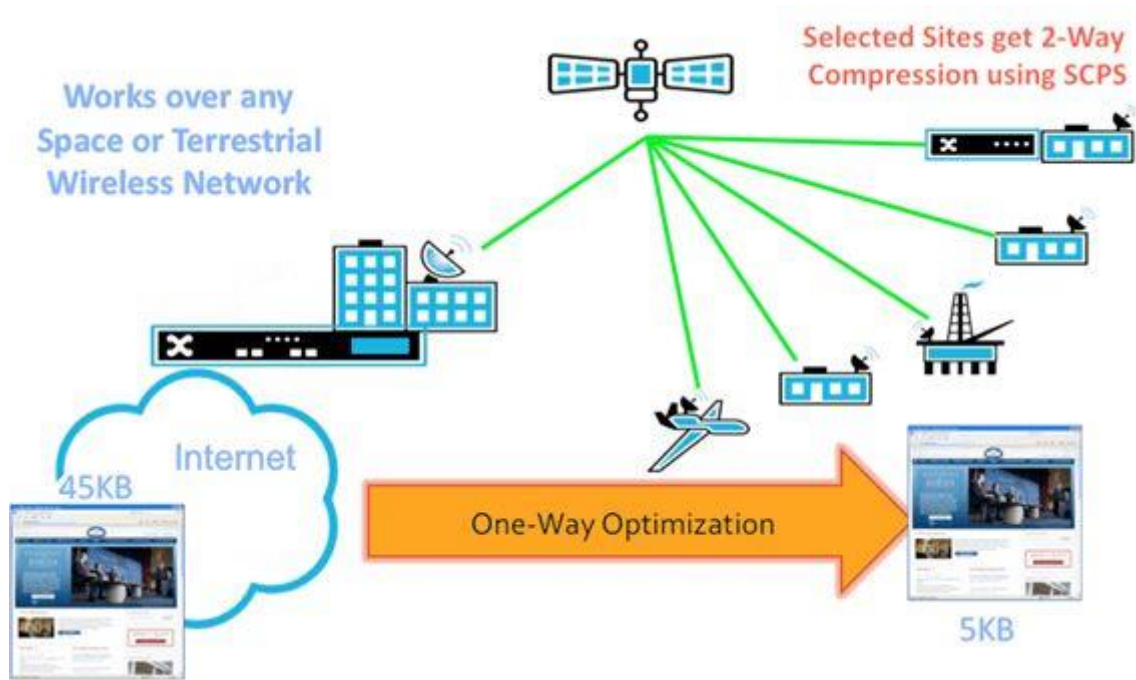 Selected Sites get 2-Way
Compression using SCPS
Works over any
Space or Terrestrial
Wireless Network
Internet
45KB
One-Way Optimization
5KB